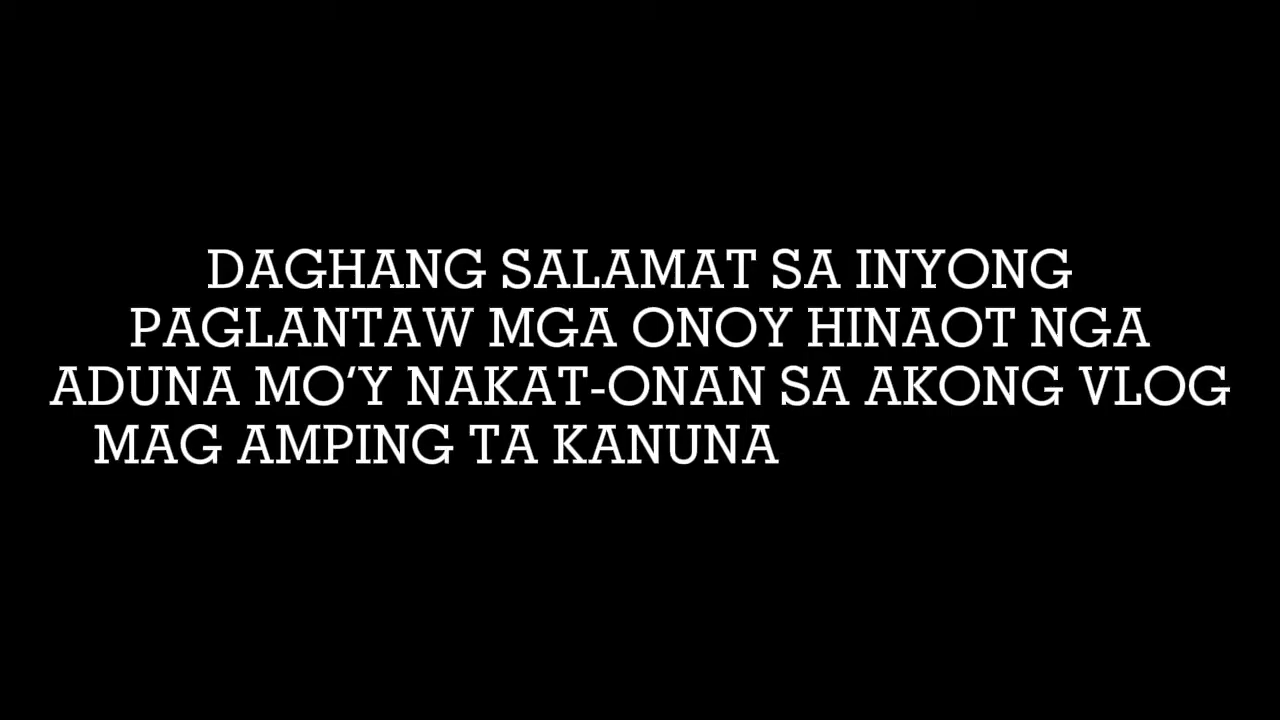 DAGHANG SALAMAT SA INYONG
PAGLANTAW MGA ONOY HINAOT NGA
ADUNA MO’Y NAKAT-ONAN SA AKONG VLOG
MAG AMPING TA KANUNA